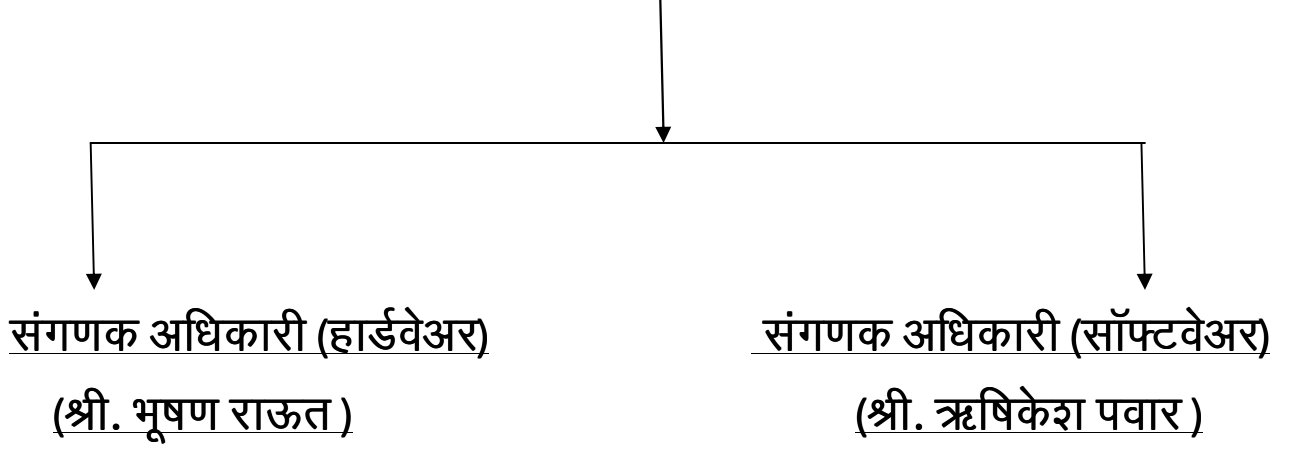 संगणक अधिकारी (हार्डवेअर)
(श्री. भूषण राऊत )
संगणक अधिकारी (सॉफ्टवेअर)
(श्री. ऋषिकेश पवार )